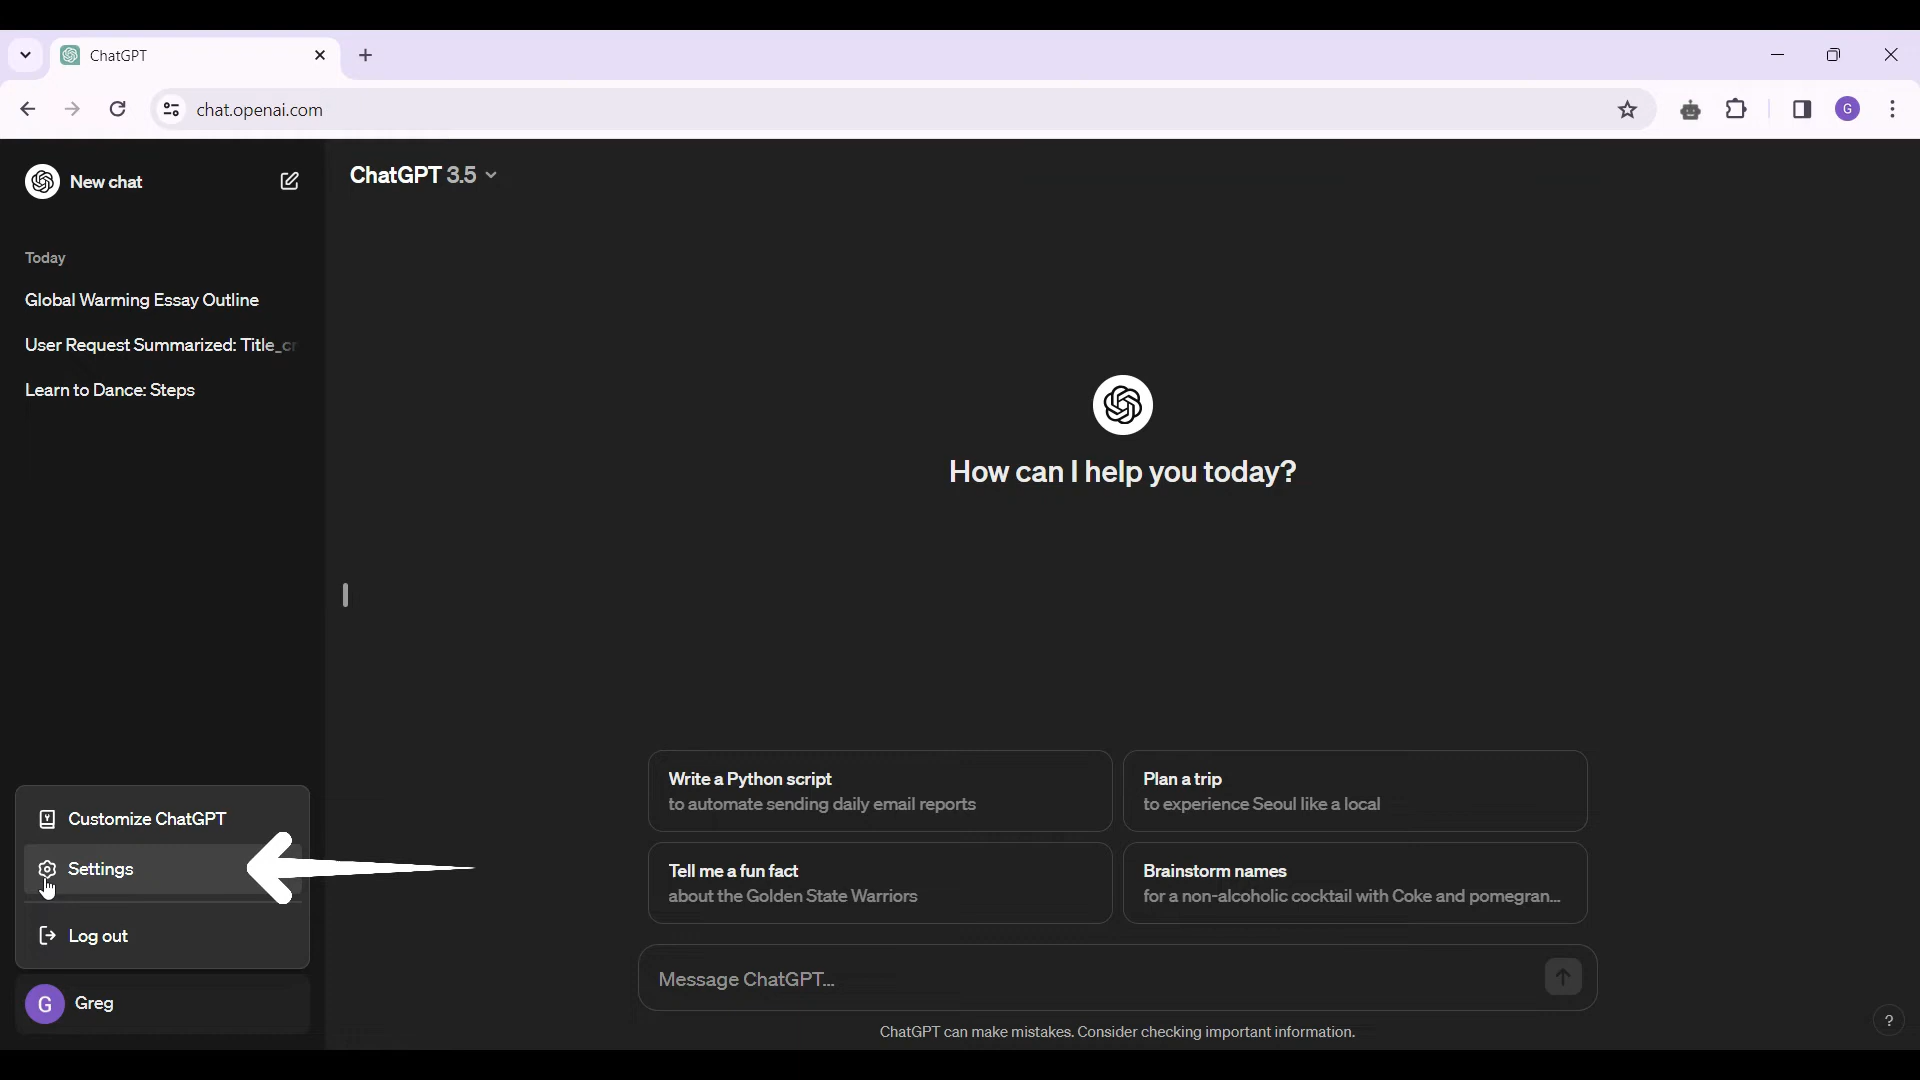 ChatGPT
chat.openai.com
G
New chat
ChatGPT 3.5
Today
Global Warming Essay Outline
User Request Summarized: Title_cr
Learn to Dance: Steps
How can I help you today?
Write a Python script
to automate sending daily email reports
Plan a trip
to experience Seoul like a local
Tell me a fun fact
about the Golden State Warriors
Brainstorm names
for a non-alcoholic cocktail with Coke and pomegran...
Customize ChatGPT
Settings
Log out
G Greg
Message ChatGPT...
ChatGPT can make mistakes. Consider checking important information.
?